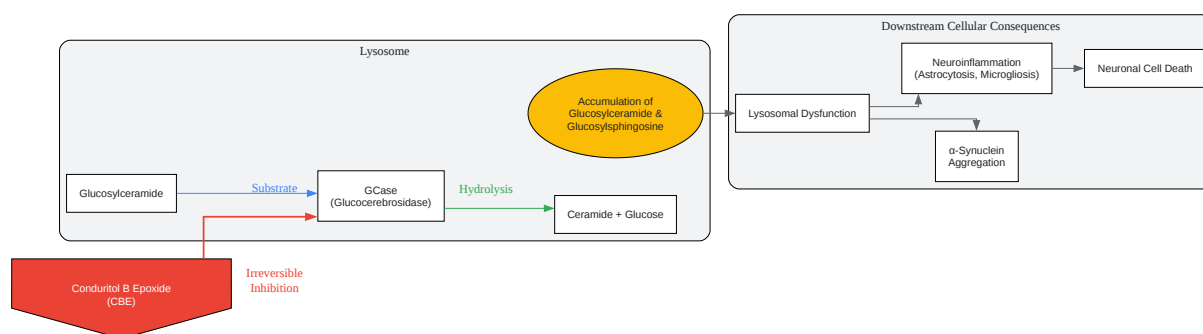 Lysosome
Accumulation of
Glucosylceramide &
Glucosylsphingosine
Glucosylceramide
Substrate
GCase
(Glucocerebrosidase)
Hydrolysis
Ceramide + Glucose
Conduritol B Epoxide
(CBE)
Irreversible
Inhibition
Downstream Cellular Consequences
Lysosomal Dysfunction
Neuroinflammation
(Astrocytosis, Microgliosis)
Neuronal Cell Death
α-Synuclein
Aggregation